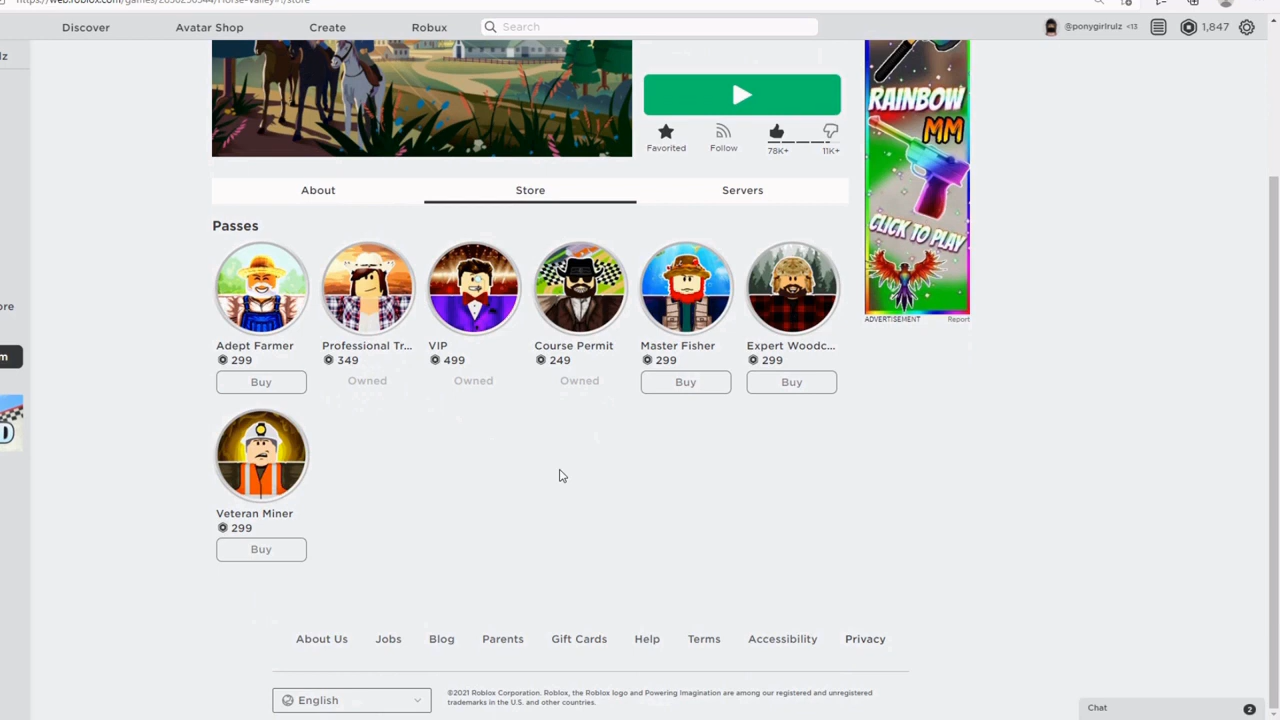 Discover
Avatar Shop
Create
Robux
Search
@ponygirlrulz <13
1,847
lz
Favorited
Follow
78K+
11K+
RAINBOW
MM
CLICK TO PLAY
ADVERTISEMENT
Report
About
Store
Servers
Passes
ore
m
D
Adept Farmer
299
Buy
Professional Tr...
349
Owned
VIP
499
Owned
Course Permit
249
Owned
Master Fisher
299
Buy
Expert Woodc...
299
Buy
Veteran Miner
299
Buy
About Us
Jobs
Blog
Parents
Gift Cards
Help
Terms
Accessibility
Privacy
English
©2021 Roblox Corporation. Roblox, the Roblox logo and Powering Imagination are among our registered and unregistered
trademarks in the U.S. and other countries.
Chat
2